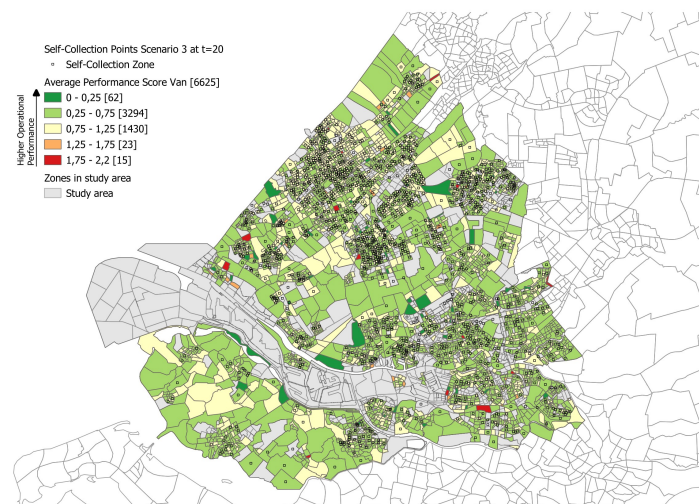 Self-Collection Points Scenario 3 at t=20
Self-Collection Zone
Average Performance Score Van [6625]
0 - 0,25 [62]
0,25 - 0,75 [3294]
0,75 - 1,25 [1430]
1,25 - 1,75 [23]
1,75 - 2,2 [15]
Higher Operational
Performance
Zones in study area
Study area